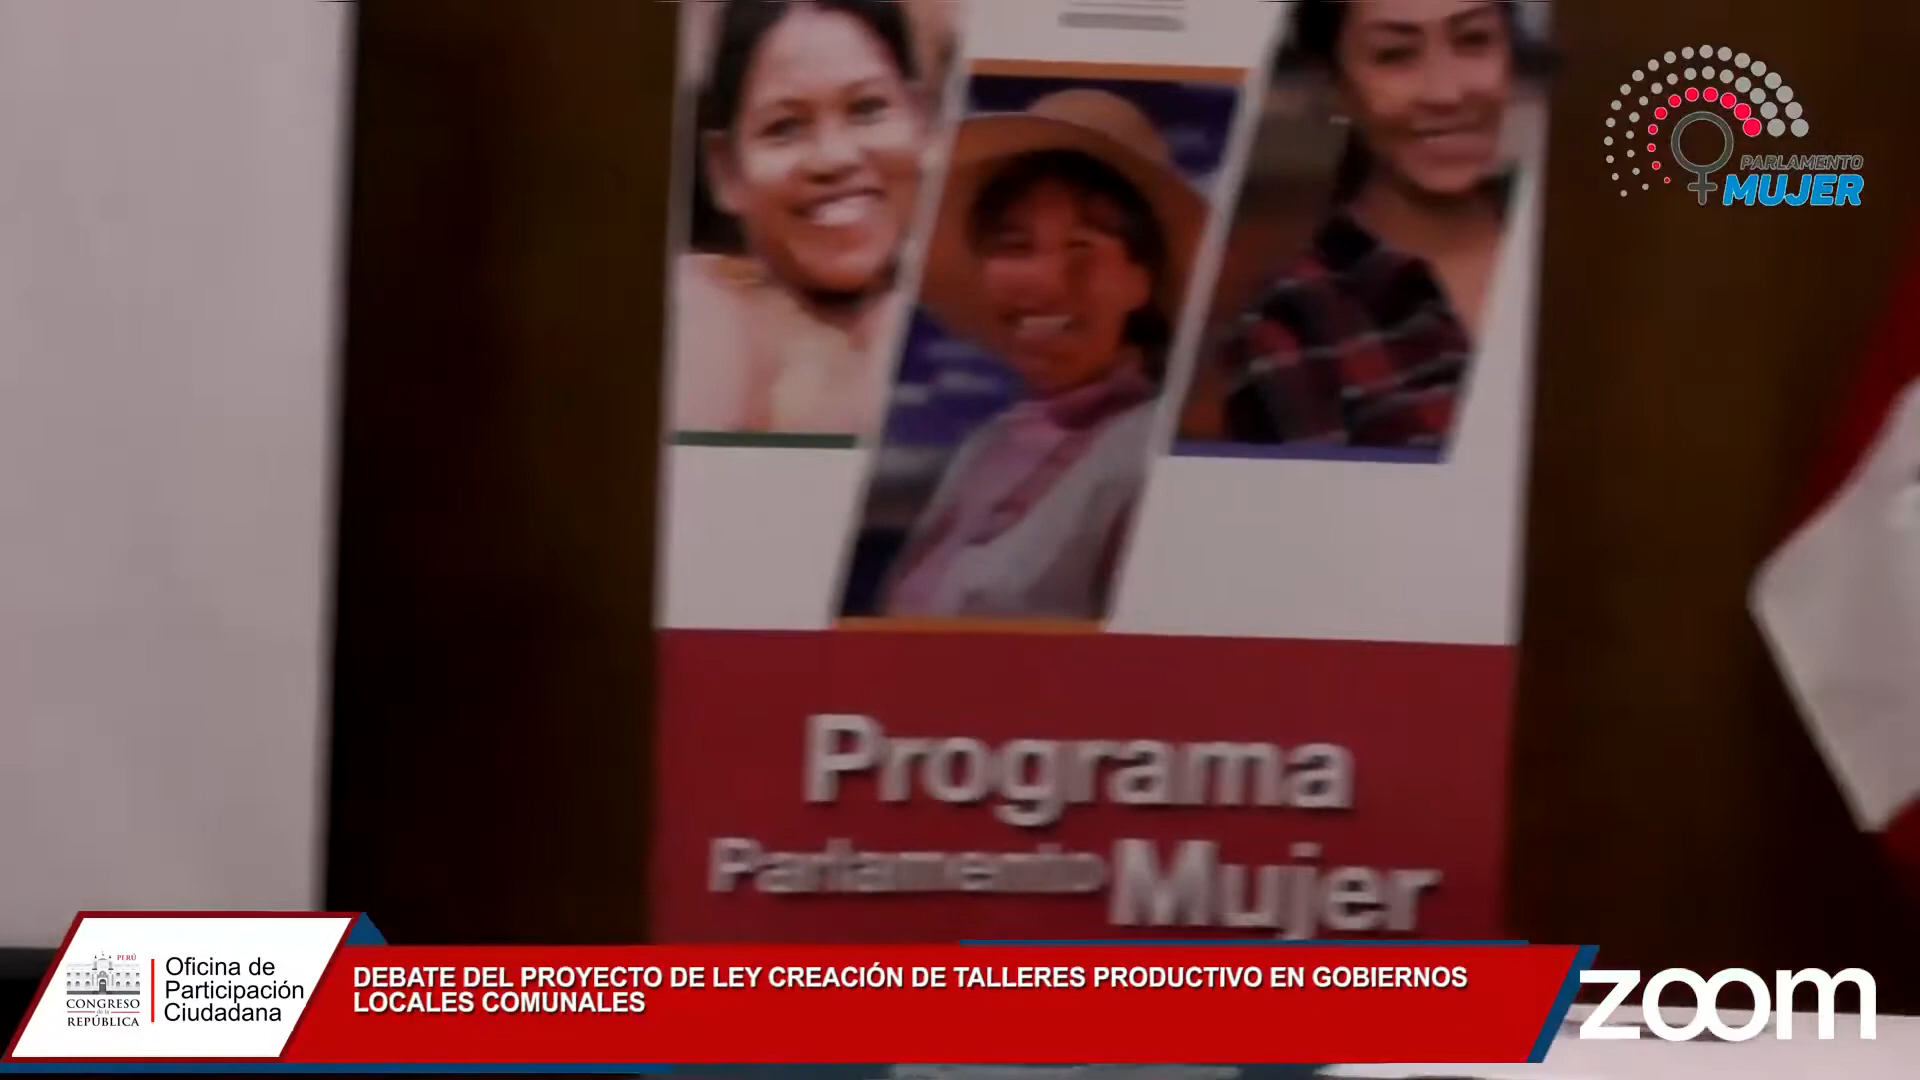 PARLAMENTO
MUJER
Programa
Parlamento Mujer
PERÚ
CONGRESO
de la
REPÚBLICA
Oficina de
Participación
Ciudadana
DEBATE DEL PROYECTO DE LEY CREACIÓN DE TALLERES PRODUCTIVO EN GOBIERNOS
LOCALES COMUNALES
zoom